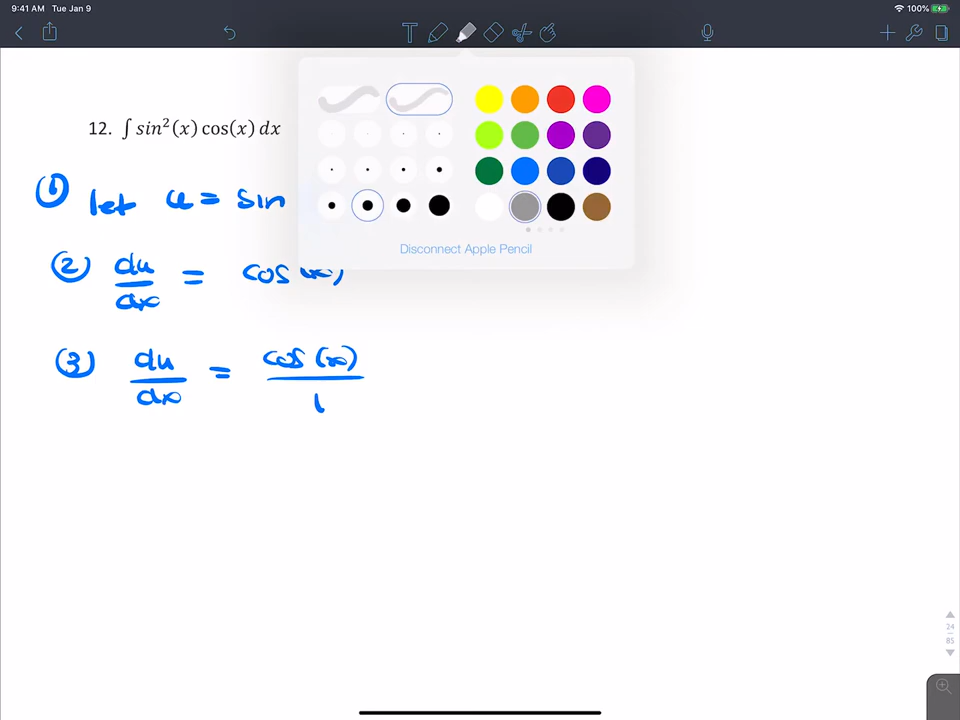 9:41 AM Tue Jan 9
100%
T
12. ∫ sin²(x) cos(x) dx
① let u = sin
Disconnect Apple Pencil
② du/dx = cos(x)
③ du/dx = cos(x)/1
24
85